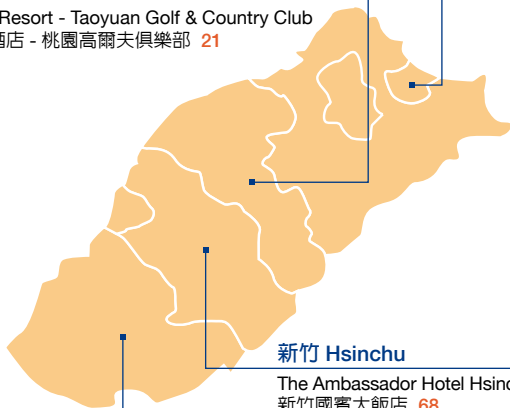 Resort - Taoyuan Golf & Country Club
酒店 - 桃園高爾夫俱樂部 21
新竹 Hsinchu
The Ambassador Hotel Hsinc
新竹國賓大飯店 68